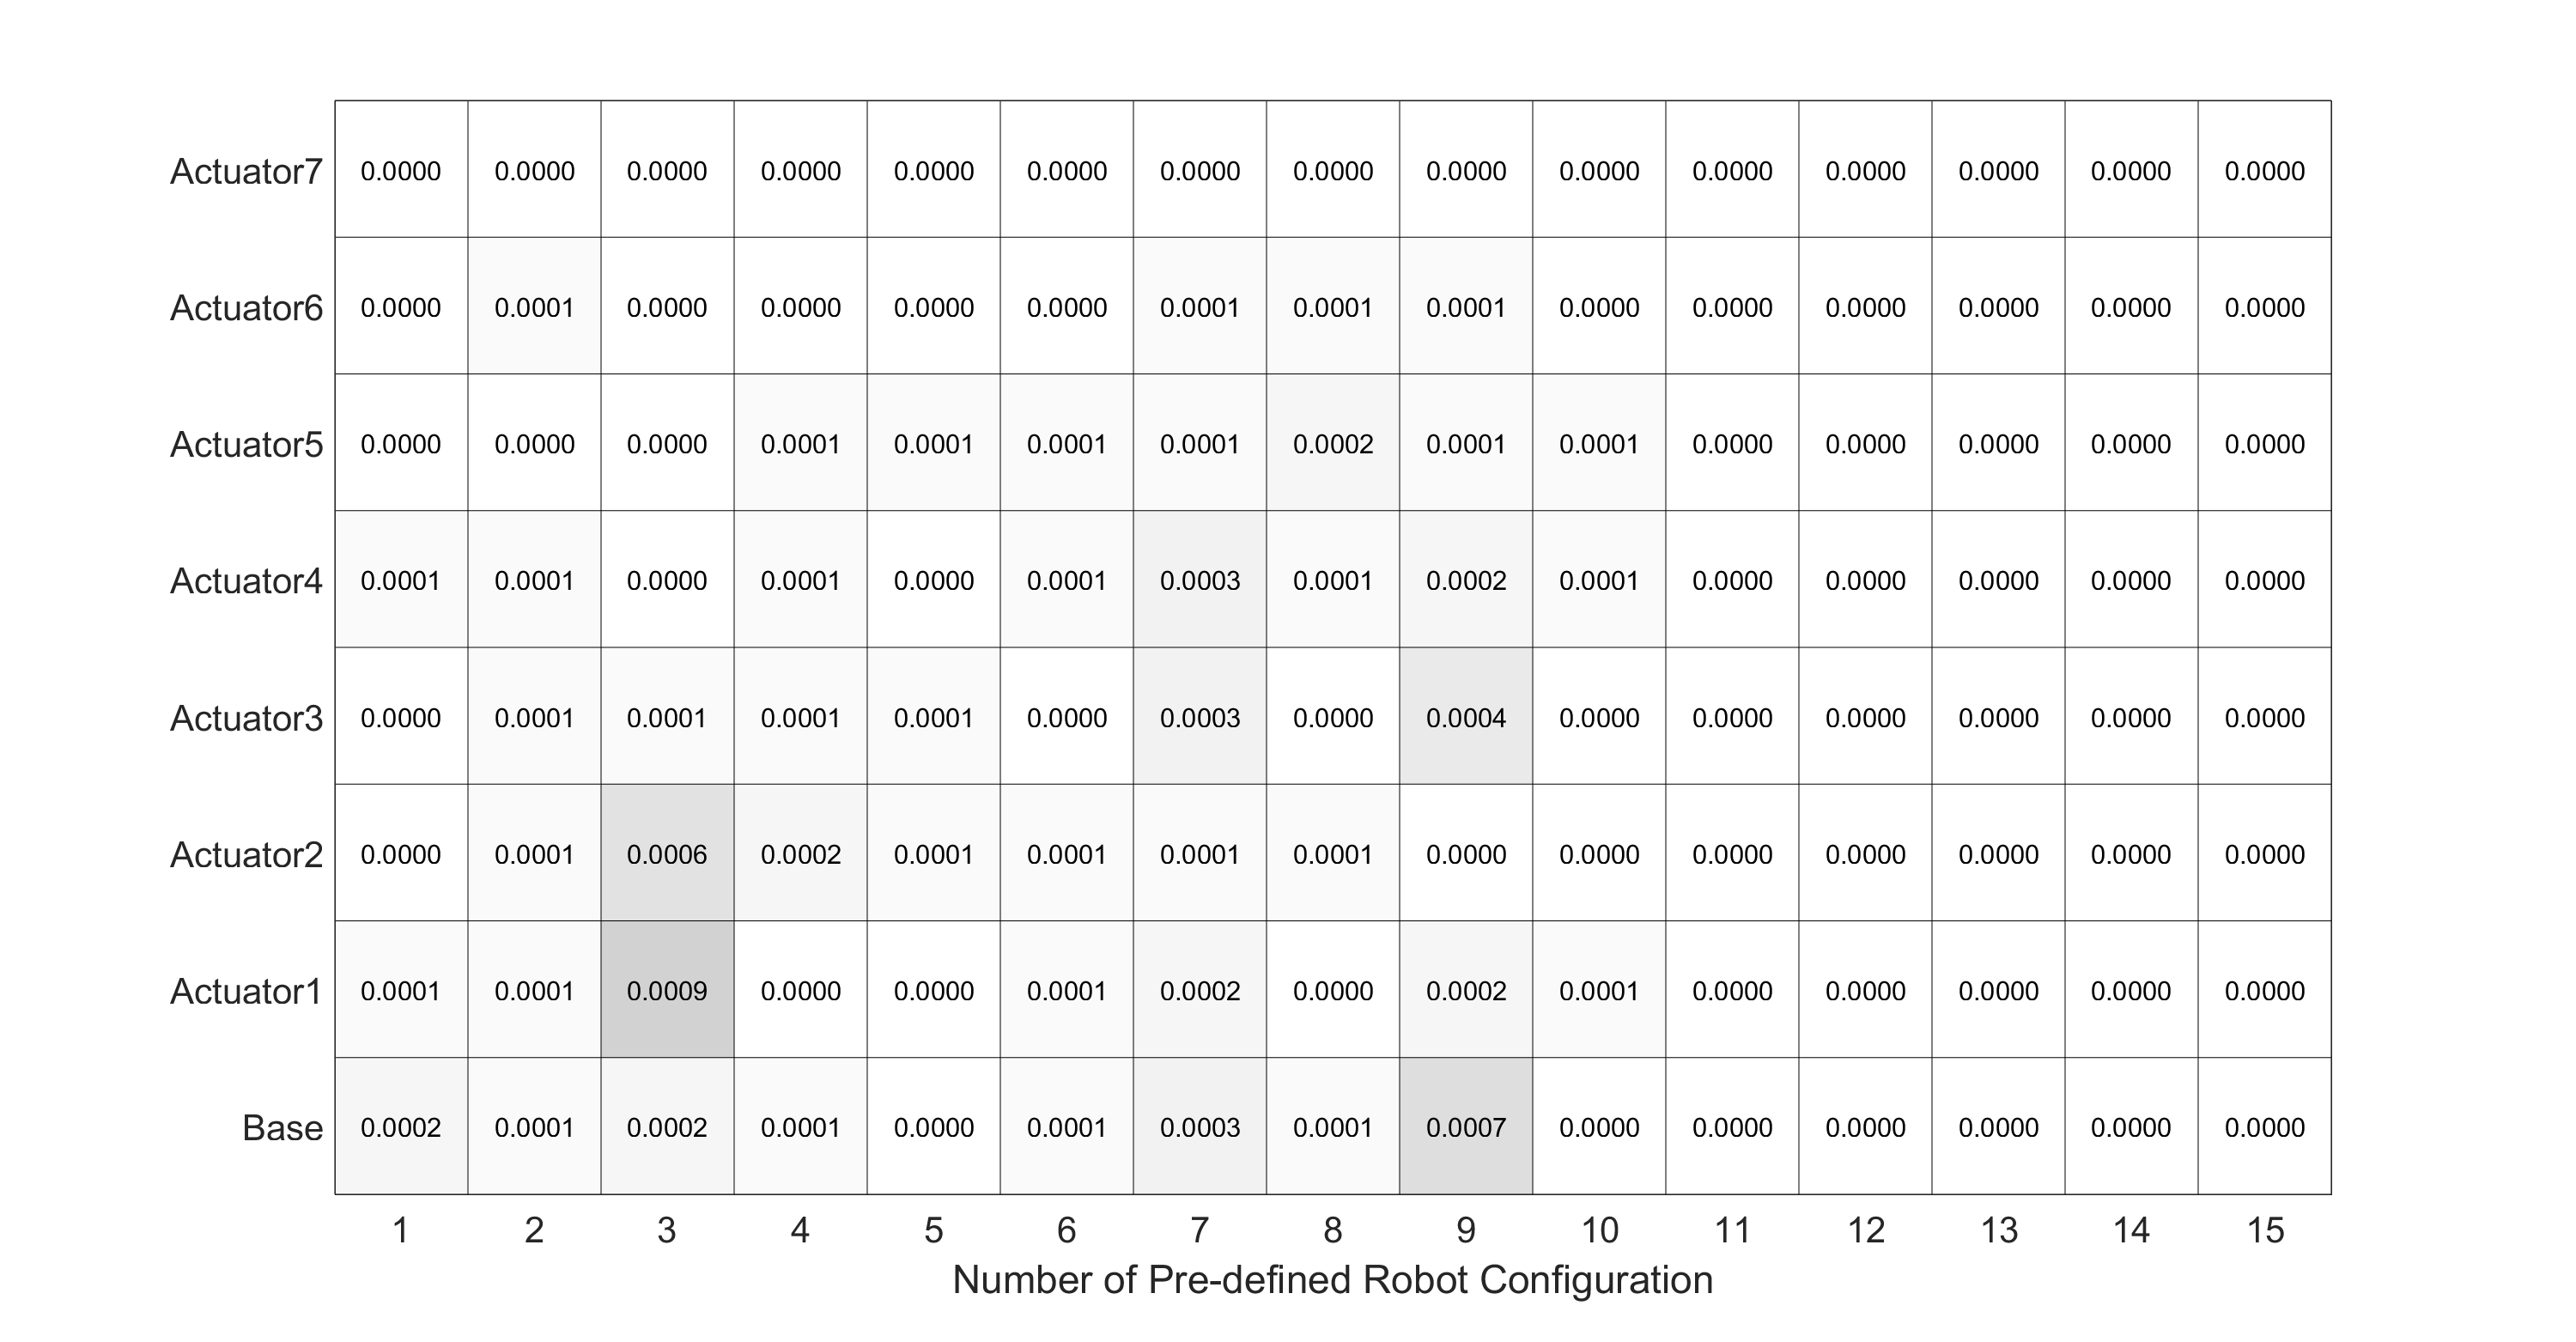 Actuator7 0.0000 0.0000 0.0000 0.0000 0.0000 0.0000 0.0000 0.0000 0.0000 0.0000 0.0000 0.0000 0.0000 0.0000 0.0000
Actuator6 0.0000 0.0001 0.0000 0.0000 0.0000 0.0000 0.0001 0.0001 0.0001 0.0000 0.0000 0.0000 0.0000 0.0000 0.0000
Actuator5 0.0000 0.0000 0.0000 0.0001 0.0001 0.0001 0.0001 0.0002 0.0001 0.0001 0.0000 0.0000 0.0000 0.0000 0.0000
Actuator4 0.0001 0.0001 0.0000 0.0001 0.0000 0.0001 0.0003 0.0001 0.0002 0.0001 0.0000 0.0000 0.0000 0.0000 0.0000
Actuator3 0.0000 0.0001 0.0001 0.0001 0.0001 0.0000 0.0003 0.0000 0.0004 0.0000 0.0000 0.0000 0.0000 0.0000 0.0000
Actuator2 0.0000 0.0001 0.0006 0.0002 0.0001 0.0001 0.0001 0.0001 0.0000 0.0000 0.0000 0.0000 0.0000 0.0000 0.0000
Actuator1 0.0001 0.0001 0.0009 0.0000 0.0000 0.0001 0.0002 0.0000 0.0002 0.0001 0.0000 0.0000 0.0000 0.0000 0.0000
Base 0.0002 0.0001 0.0002 0.0001 0.0000 0.0001 0.0003 0.0001 0.0007 0.0000 0.0000 0.0000 0.0000 0.0000 0.0000
1 2 3 4 5 6 7 8 9 10 11 12 13 14 15
Number of Pre-defined Robot Configuration